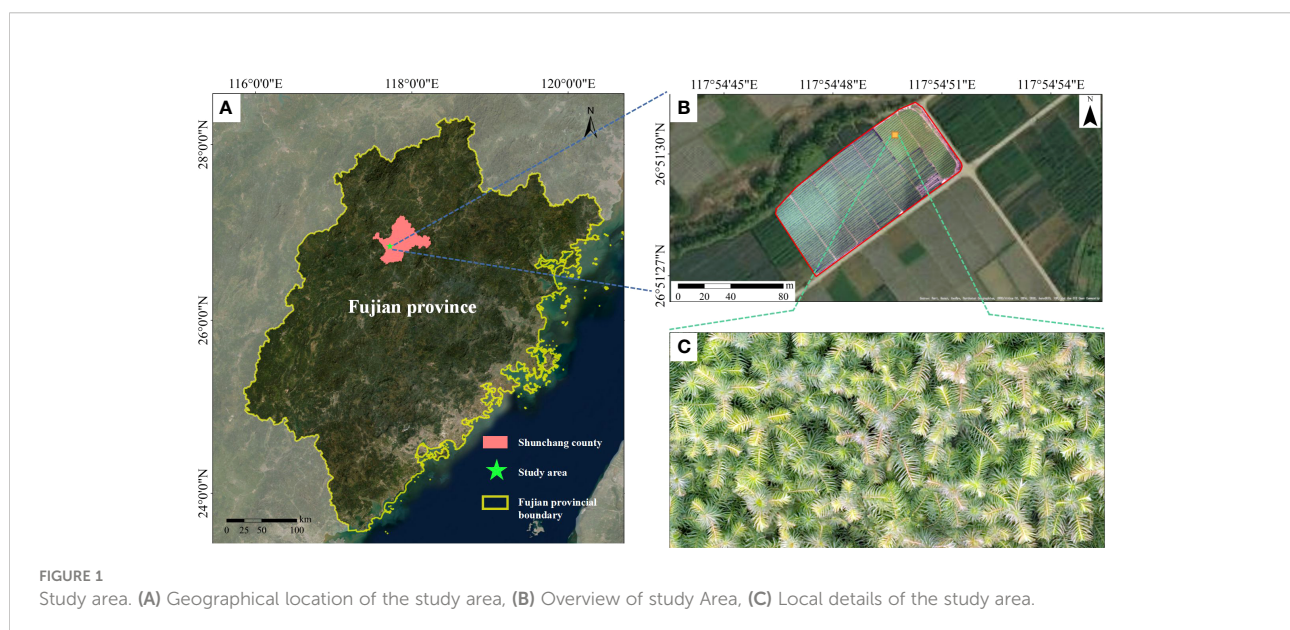 116°0'0"E 118°0'0"E 120°0'0"E
117°54'45"E 117°54'48"E 117°54'51"E 117°54'54"E
A
N
28°0'0"N
26°0'0"N
24°0'0"N
Fujian province
Shunchang county
Study area
Fujian provincial
boundary
km
0 25 50 100
B
N
26°51'30"N
26°51'27"N
m
0 20 40 80
C
FIGURE 1
Study area. (A) Geographical location of the study area, (B) Overview of study Area, (C) Local details of the study area.